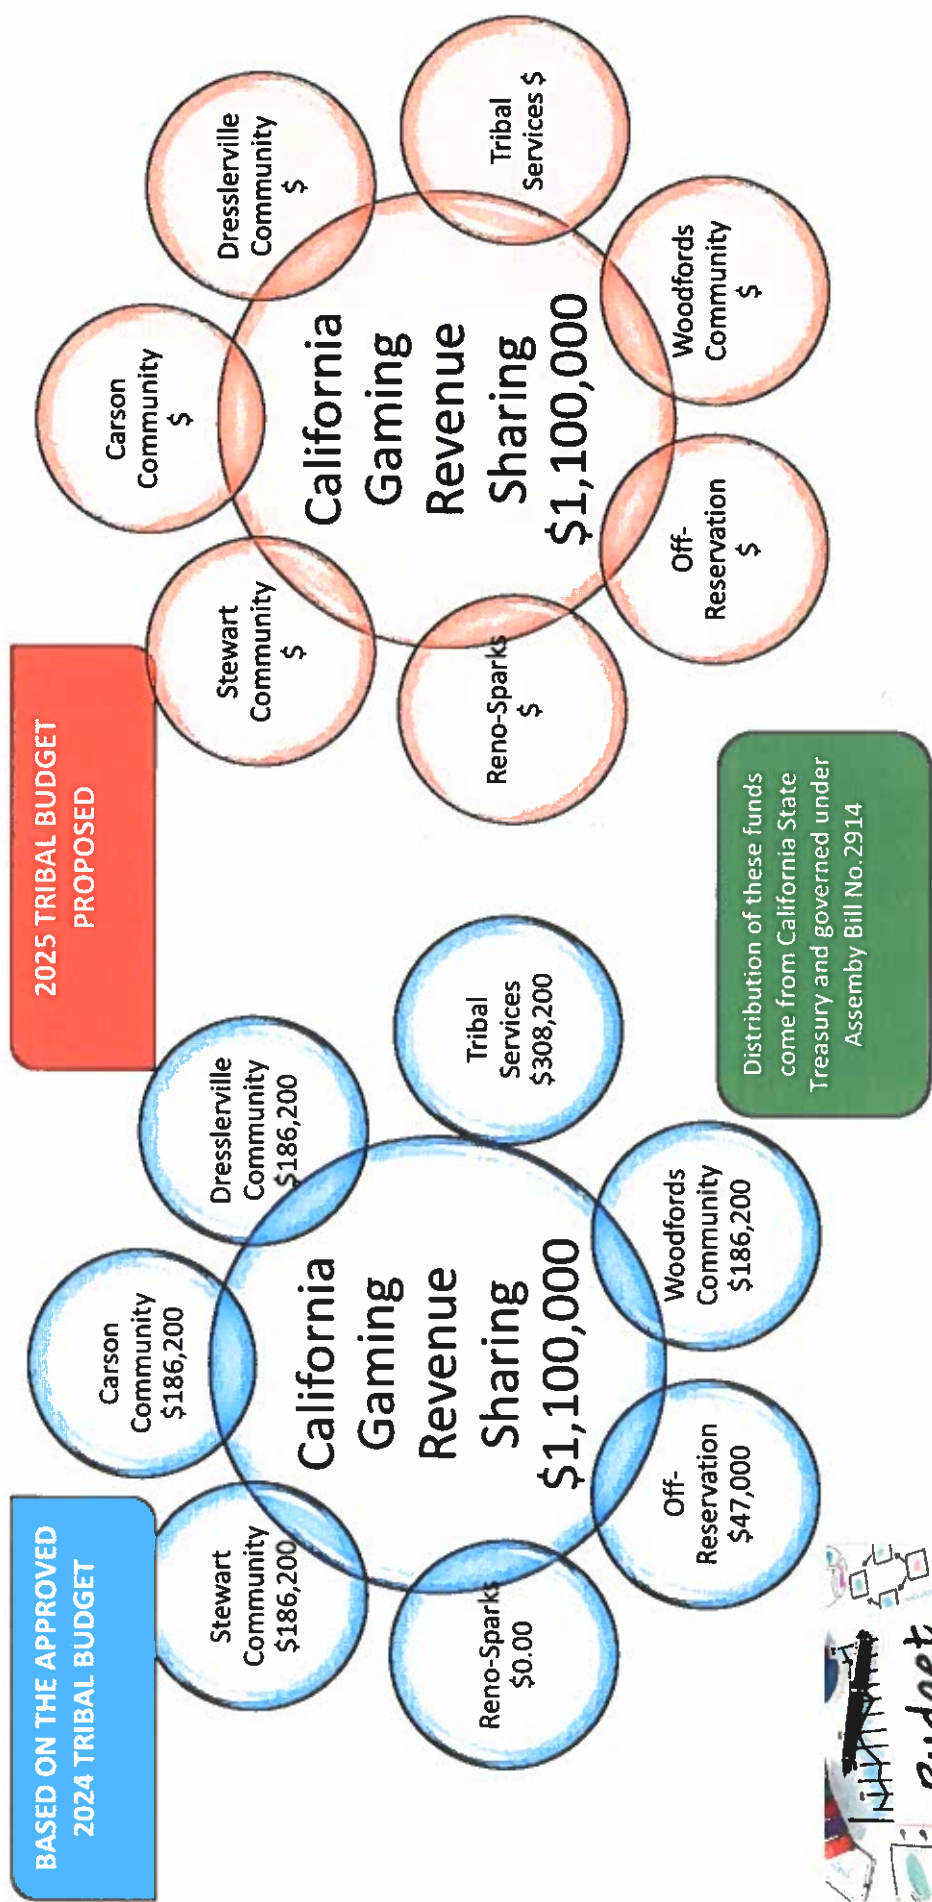 BASED ON THE APPROVED
2024 TRIBAL BUDGET
Carson
Community
$186,200
Dresslerville
Community
$186,200
Tribal
Services
$308,200
Woodfords
Community
$186,200
Off-
Reservation
$47,000
Reno-Sparks
$0.00
Stewart
Community
$186,200
California
Gaming
Revenue
Sharing
$1,100,000
2025 TRIBAL BUDGET
PROPOSED
Carson
Community
$
Dresslerville
Community
$
Tribal
Services $
Woodfords
Community
$
Off-
Reservation
$
Reno-Sparks
$
Stewart
Community
$
California
Gaming
Revenue
Sharing
$1,100,000
Distribution of these funds
come from California State
Treasury and governed under
Assemby Bill No.2914
Budget